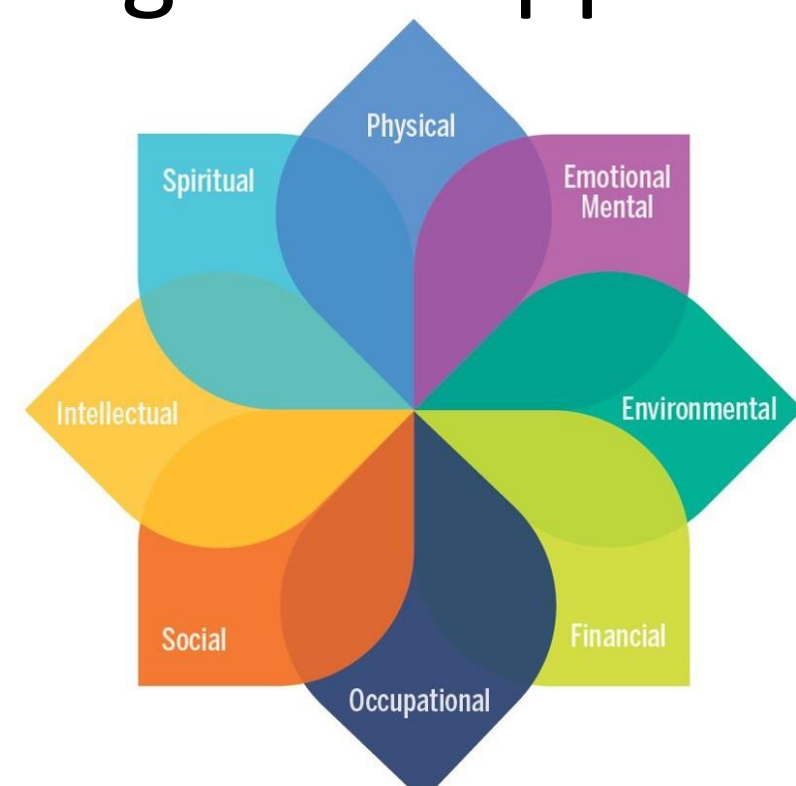 Physical
Spiritual
Emotional
Mental
Intellectual
Environmental
Social
Financial
Occupational